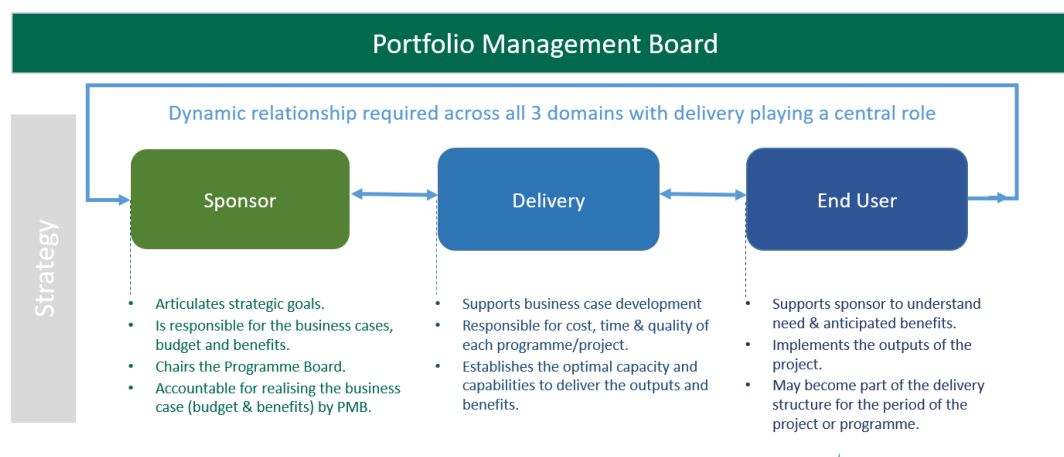 Portfolio Management Board
Dynamic relationship required across all 3 domains with delivery playing a central role
Strategy
Sponsor
Delivery
End User
• Articulates strategic goals.
• Is responsible for the business cases,
budget and benefits.
• Chairs the Programme Board.
• Accountable for realising the business
case (budget & benefits) by PMB.
• Supports business case development
• Responsible for cost, time & quality of
each programme/project.
• Establishes the optimal capacity and
capabilities to deliver the outputs and
benefits.
• Supports sponsor to understand
need & anticipated benefits.
• Implements the outputs of the
project.
• May become part of the delivery
structure for the period of the
project or programme.